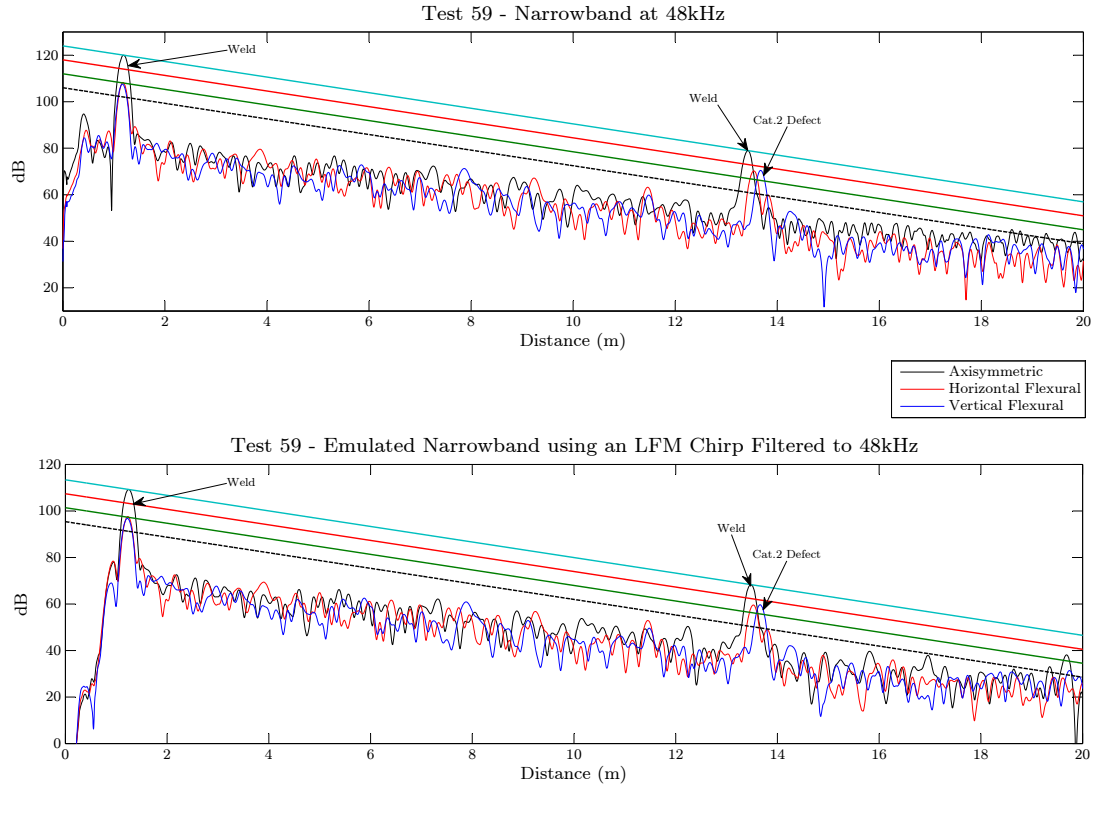 Test 59 - Narrowband at 48kHz
120
100
80
60
40
20
dB
Weld
Weld
Cat.2 Defect
0 2 4 6 8 10 12 14 16 18 20
Distance (m)
Axisymmetric
Horizontal Flexural
Vertical Flexural
Test 59 - Emulated Narrowband using an LFM Chirp Filtered to 48kHz
120
100
80
60
40
20
0
dB
Weld
Weld
Cat.2 Defect
0 2 4 6 8 10 12 14 16 18 20
Distance (m)